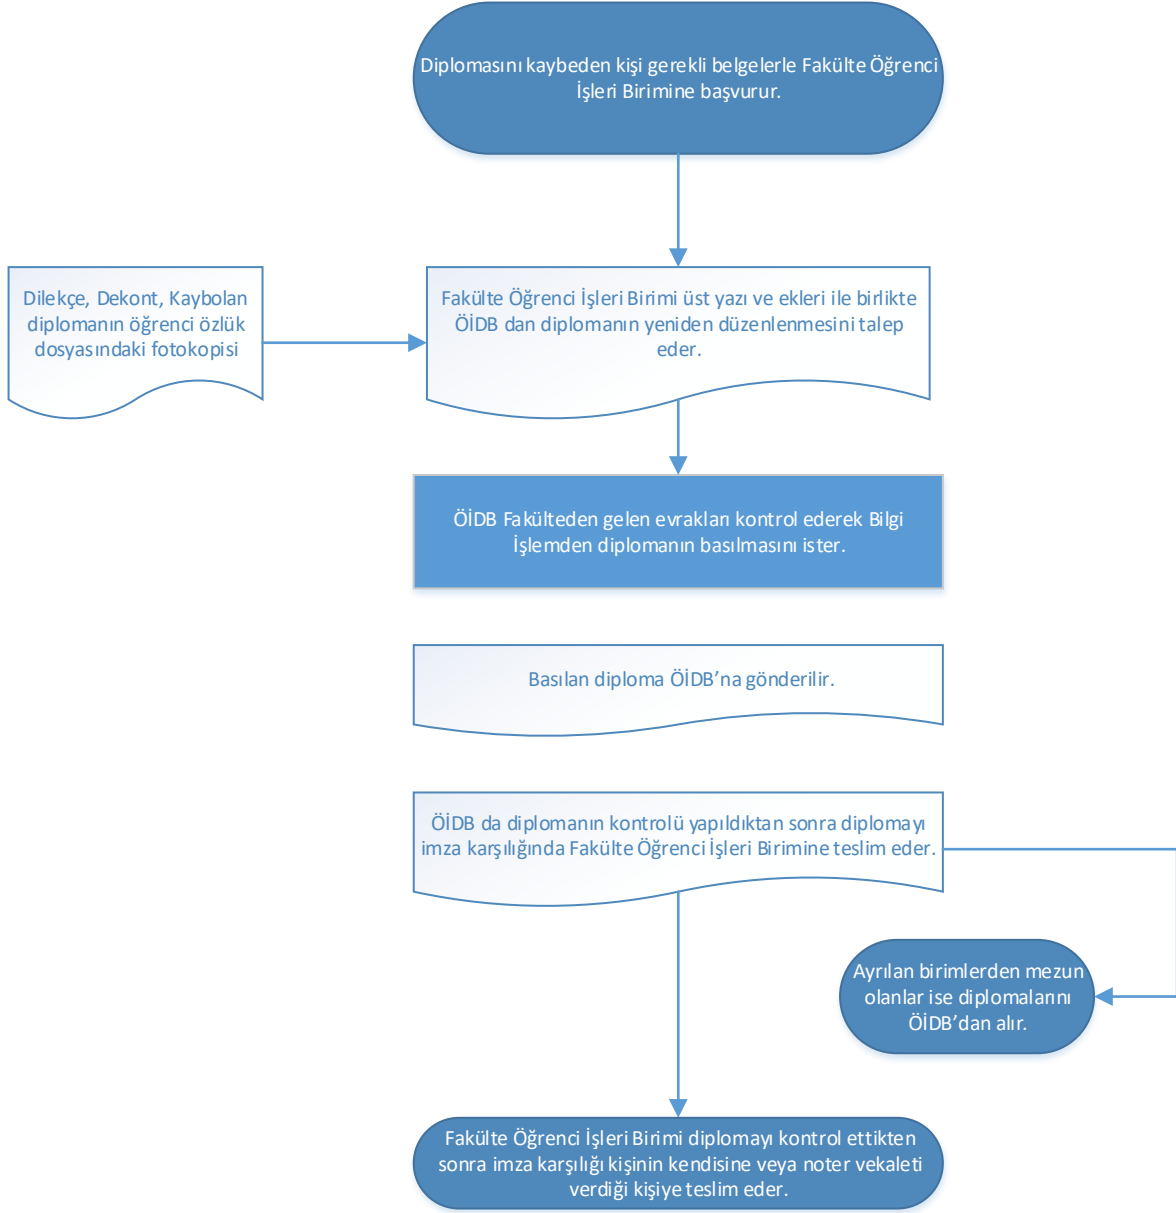 Diplomasını kaybeden kişi gerekli belgelerle Fakülte Öğrenci
İşleri Birimine başvurur.
Dilekçe, Dekont, Kaybolan
diplomanın öğrenci özlük
dosyasındaki fotokopisi
Fakülte Öğrenci İşleri Birimi üst yazı ve ekleri ile birlikte
ÖİDB dan diplomanın yeniden düzenlenmesini talep
eder.
ÖİDB Fakülteden gelen evrakları kontrol ederek Bilgi
İşlemden diplomanın basılmasını ister.
Basılan diploma ÖİDB’na gönderilir.
ÖİDB da diplomanın kontrolü yapıldıktan sonra diplomayı
imza karşılığında Fakülte Öğrenci İşleri Birimine teslim eder.
Ayrılan birimlerden mezun
olanlar ise diplomalarını
ÖİDB’dan alır.
Fakülte Öğrenci İşleri Birimi diplomayı kontrol ettikten
sonra imza karşılığı kişinin kendisine veya noter vekaleti
verdiği kişiye teslim eder.